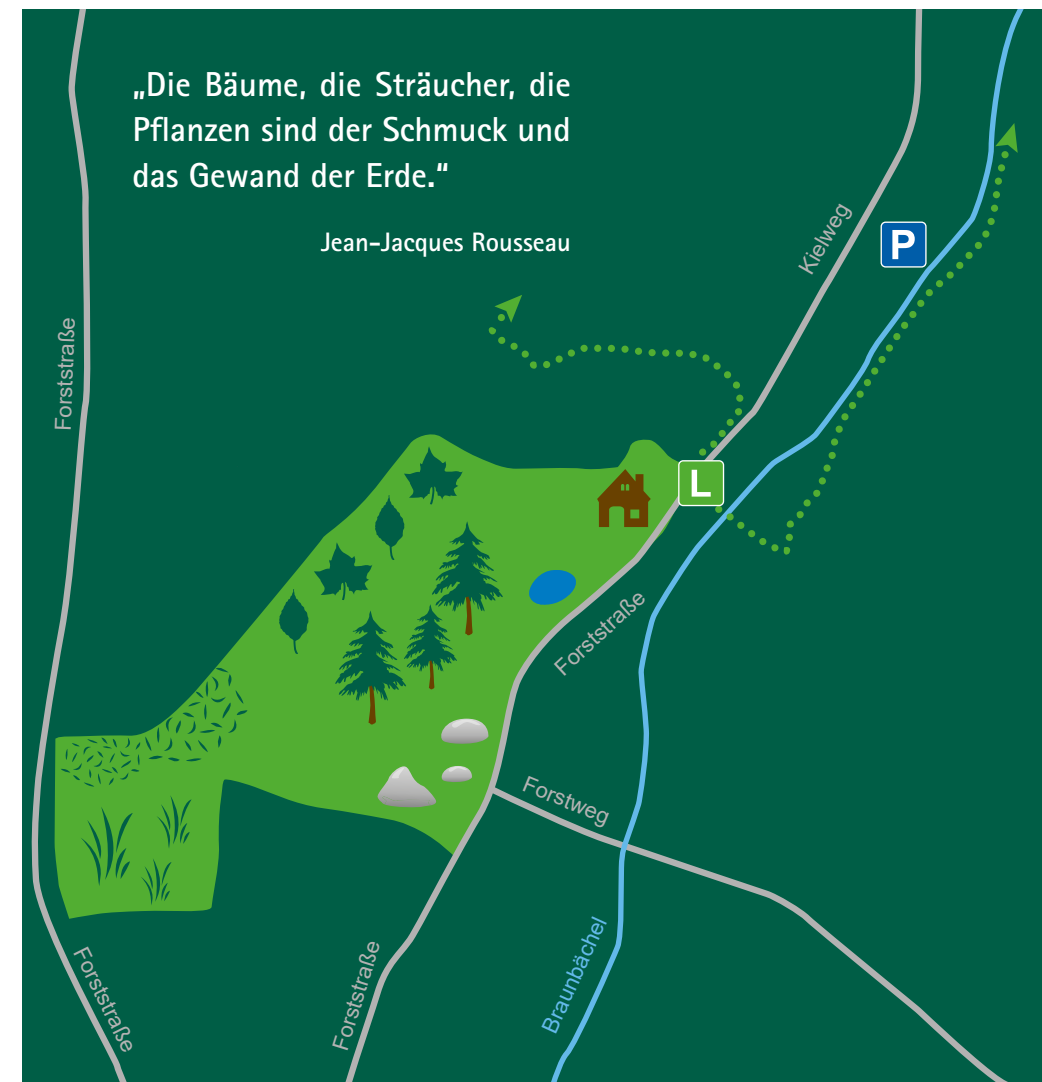 „Die Bäume, die Sträucher, die
Pflanzen sind der Schmuck und
das Gewand der Erde.“
Jean-Jacques Rousseau
Kielweg
P
Forststraße
L
Forststraße
Forstweg
Braunbächel
Forststraße
Forststraße